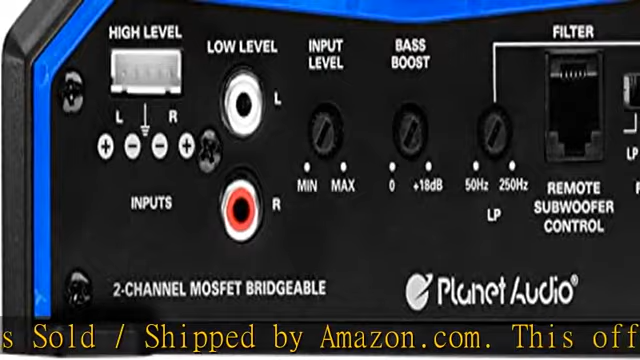 HIGH LEVEL
LOW LEVEL
INPUT
LEVEL
BASS
BOOST
FILTER
L R
L
MIN MAX
0 +18dB
50Hz 250Hz
LP
LP
INPUTS
R
REMOTE
SUBWOOFER
CONTROL
2-CHANNEL MOSFET BRIDGEABLE
Planet Audio®
s Sold / Shipped by Amazon.com. This off